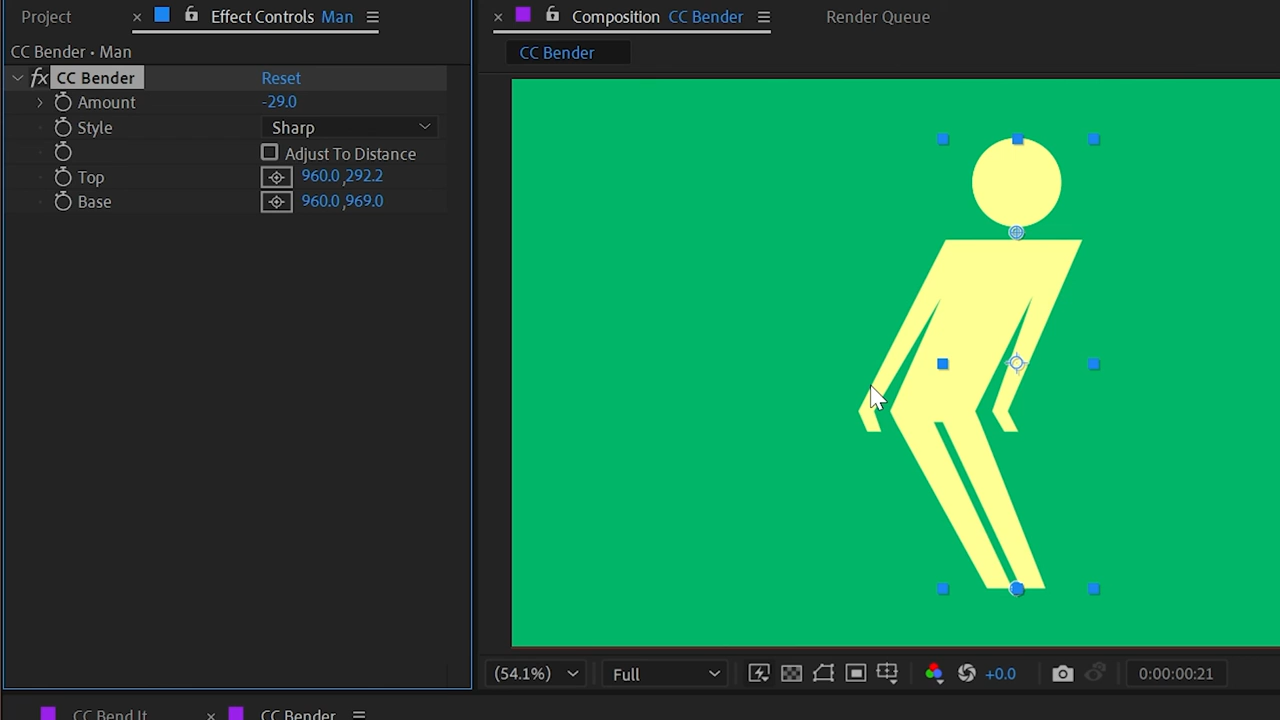 Project
Effect Controls Man
CC Bender • Man
fx CC Bender Reset
Amount -29.0
Style Sharp
Adjust To Distance
Top 960.0,292.2
Base 960.0,969.0
Composition CC Bender
Render Queue
CC Bender
(54.1%) Full +0.0 0:00:00:21
CC Bend It CC Bender